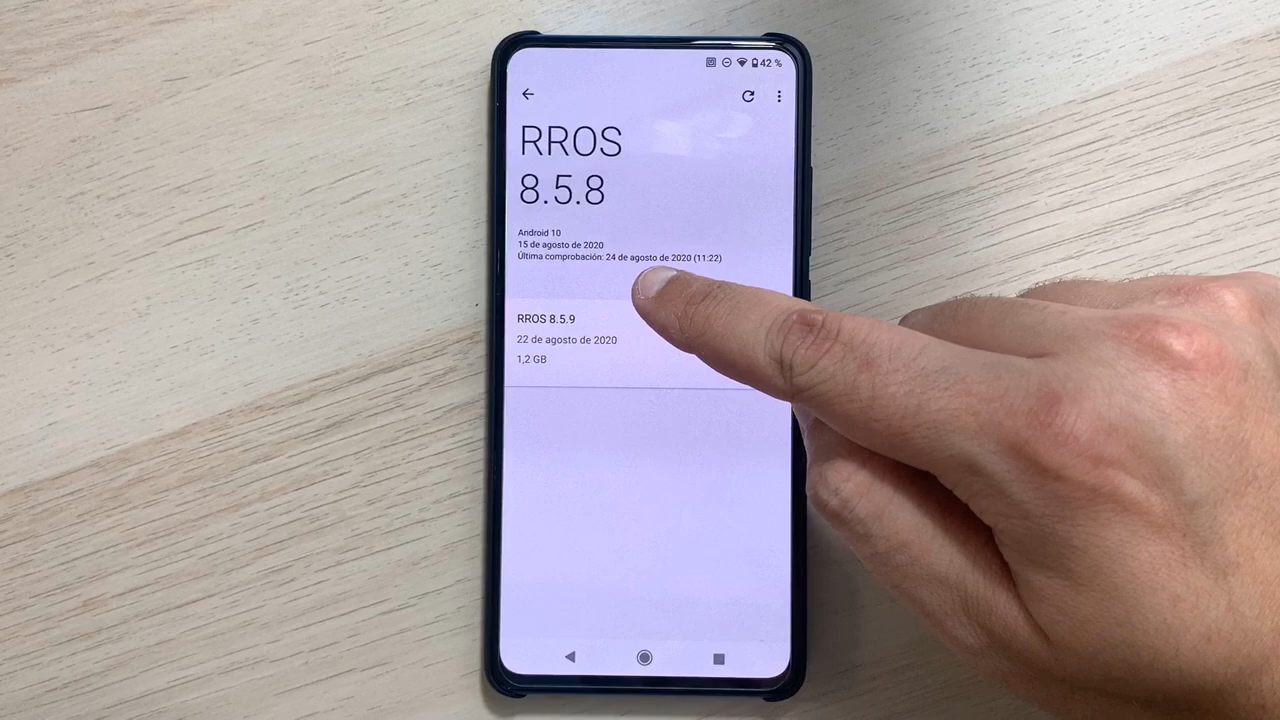 42 %
RROS
8.5.8
Android 10
15 de agosto de 2020
Última comprobación: 24 de agosto de 2020 (11:22)
RROS 8.5.9
22 de agosto de 2020
1,2 GB